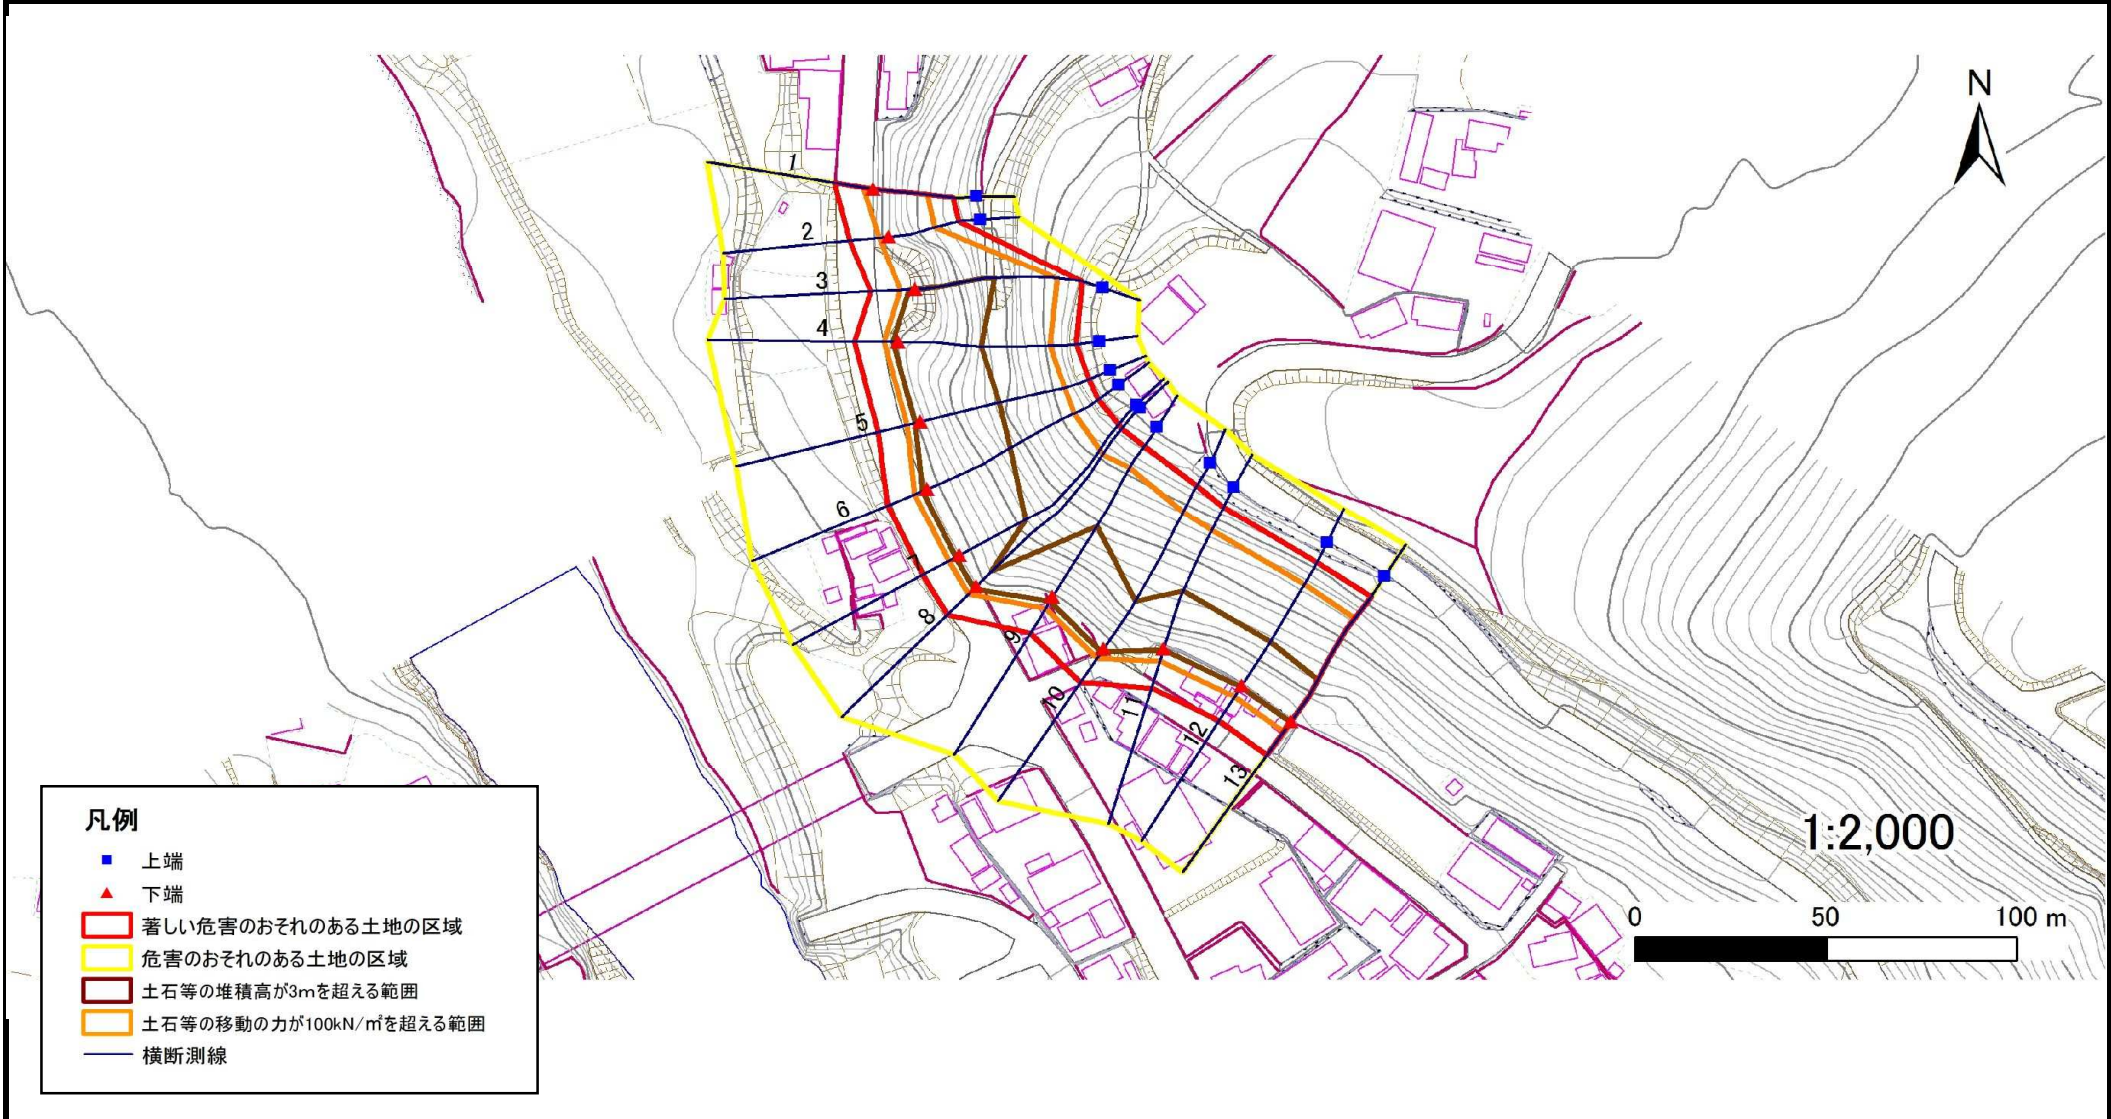 N
1
2
3
4
5
6
7
8
9
10
11
12
13
1:2,000
0 50 100 m
凡例
上端
下端
著しい危害のおそれのある土地の区域
危害のおそれのある土地の区域
土石等の堆積高が3mを超える範囲
土石等の移動の力が100kN/㎡を超える範囲
横断測線